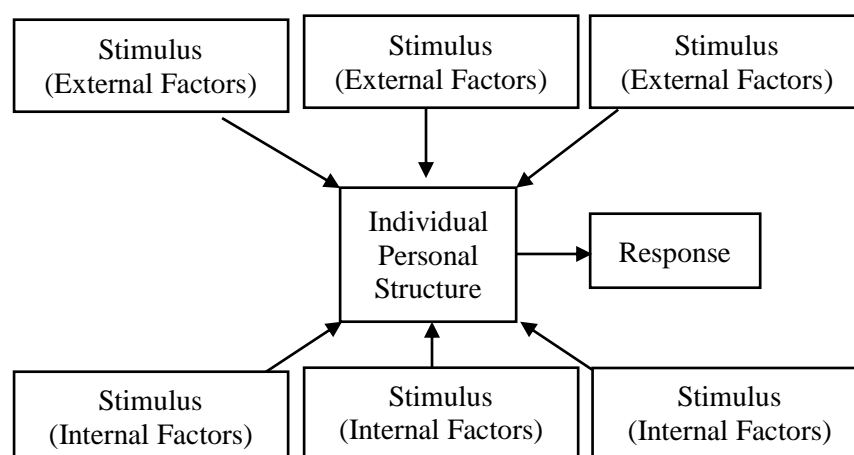 Stimulus
(External Factors)
Stimulus
(External Factors)
Stimulus
(External Factors)
Individual
Personal
Structure
Response
Stimulus
(Internal Factors)
Stimulus
(Internal Factors)
Stimulus
(Internal Factors)